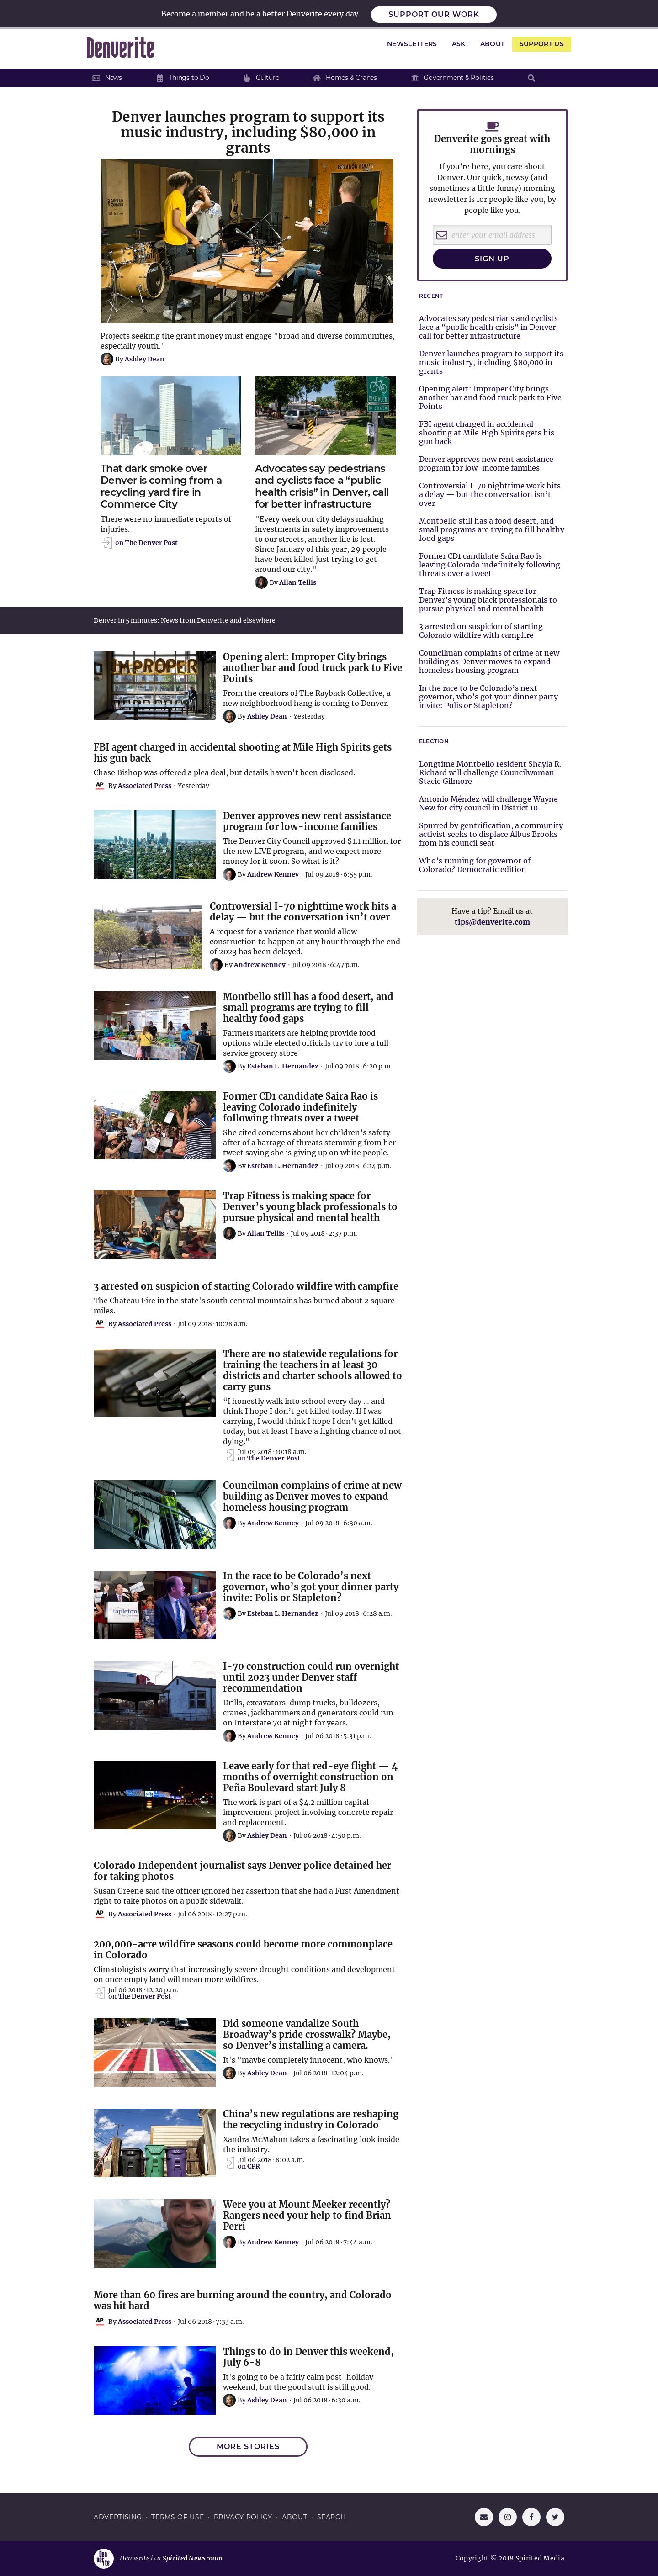 Become a member and be a better Denverite every day.
SUPPORT OUR WORK
Denverite
NEWSLETTERS
ASK
ABOUT
SUPPORT US
News
Things to Do
Culture
Homes & Cranes
Government & Politics
Denver launches program to support its
music industry, including $80,000 in
grants
Projects seeking the grant money must engage "broad and diverse communities,
especially youth."
By Ashley Dean
That dark smoke over
Denver is coming from a
recycling yard fire in
Commerce City
There were no immediate reports of
injuries.
on The Denver Post
Advocates say pedestrians
and cyclists face a “public
health crisis” in Denver, call
for better infrastructure
"Every week our city delays making
investments in safety improvements
to our streets, another life is lost.
Since January of this year, 29 people
have been killed just trying to get
around our city."
By Allan Tellis
Denver in 5 minutes: News from Denverite and elsewhere
IMPROPER
Opening alert: Improper City brings
another bar and food truck park to Five
Points
From the creators of The Rayback Collective, a
new neighborhood hang is coming to Denver.
By Ashley Dean · Yesterday
FBI agent charged in accidental shooting at Mile High Spirits gets
his gun back
Chase Bishop was offered a plea deal, but details haven't been disclosed.
AP By Associated Press · Yesterday
Denver approves new rent assistance
program for low-income families
The Denver City Council approved $1.1 million for
the new LIVE program, and we expect more
money for it soon. So what is it?
By Andrew Kenney · Jul 09 2018 · 6:55 p.m.
Controversial I-70 nighttime work hits a
delay — but the conversation isn’t over
A request for a variance that would allow
construction to happen at any hour through the end
of 2023 has been delayed.
By Andrew Kenney · Jul 09 2018 · 6:47 p.m.
Montbello still has a food desert, and
small programs are trying to fill
healthy food gaps
Farmers markets are helping provide food
options while elected officials try to lure a full-
service grocery store
By Esteban L. Hernandez · Jul 09 2018 · 6:20 p.m.
Former CD1 candidate Saira Rao is
leaving Colorado indefinitely
following threats over a tweet
She cited concerns about her children's safety
after of a barrage of threats stemming from her
tweet saying she is giving up on white people.
By Esteban L. Hernandez · Jul 09 2018 · 6:14 p.m.
Trap Fitness is making space for
Denver’s young black professionals to
pursue physical and mental health
By Allan Tellis · Jul 09 2018 · 2:37 p.m.
3 arrested on suspicion of starting Colorado wildfire with campfire
The Chateau Fire in the state's south central mountains has burned about 2 square
miles.
AP By Associated Press · Jul 09 2018 · 10:28 a.m.
There are no statewide regulations for
training the teachers in at least 30
districts and charter schools allowed to
carry guns
“I honestly walk into school every day … and
think I hope I don’t get killed today. If I was
carrying, I would think I hope I don’t get killed
today, but at least I have a fighting chance of not
dying.”
Jul 09 2018 · 10:18 a.m.
on The Denver Post
Councilman complains of crime at new
building as Denver moves to expand
homeless housing program
By Andrew Kenney · Jul 09 2018 · 6:30 a.m.
stapleton
In the race to be Colorado’s next
governor, who’s got your dinner party
invite: Polis or Stapleton?
By Esteban L. Hernandez · Jul 09 2018 · 6:28 a.m.
I-70 construction could run overnight
until 2023 under Denver staff
recommendation
Drills, excavators, dump trucks, bulldozers,
cranes, jackhammers and generators could run
on Interstate 70 at night for years.
By Andrew Kenney · Jul 06 2018 · 5:31 p.m.
Leave early for that red-eye flight — 4
months of overnight construction on
Peña Boulevard start July 8
The work is part of a $4.2 million capital
improvement project involving concrete repair
and replacement.
By Ashley Dean · Jul 06 2018 · 4:50 p.m.
Colorado Independent journalist says Denver police detained her
for taking photos
Susan Greene said the officer ignored her assertion that she had a First Amendment
right to take photos on a public sidewalk.
AP By Associated Press · Jul 06 2018 · 12:27 p.m.
200,000-acre wildfire seasons could become more commonplace
in Colorado
Climatologists worry that increasingly severe drought conditions and development
on once empty land will mean more wildfires.
Jul 06 2018 · 12:20 p.m.
on The Denver Post
Did someone vandalize South
Broadway’s pride crosswalk? Maybe,
so Denver’s installing a camera.
It's "maybe completely innocent, who knows."
By Ashley Dean · Jul 06 2018 · 12:04 p.m.
China’s new regulations are reshaping
the recycling industry in Colorado
Xandra McMahon takes a fascinating look inside
the industry.
Jul 06 2018 · 8:02 a.m.
on CPR
Were you at Mount Meeker recently?
Rangers need your help to find Brian
Perri
By Andrew Kenney · Jul 06 2018 · 7:44 a.m.
More than 60 fires are burning around the country, and Colorado
was hit hard
AP By Associated Press · Jul 06 2018 · 7:33 a.m.
Things to do in Denver this weekend,
July 6-8
It's going to be a fairly calm post-holiday
weekend, but the good stuff is still good.
By Ashley Dean · Jul 06 2018 · 6:30 a.m.
MORE STORIES
Denverite goes great with
mornings
If you're here, you care about
Denver. Our quick, newsy (and
sometimes a little funny) morning
newsletter is for people like you, by
people like you.
enter your email address
SIGN UP
RECENT
Advocates say pedestrians and cyclists
face a “public health crisis” in Denver,
call for better infrastructure
Denver launches program to support its
music industry, including $80,000 in
grants
Opening alert: Improper City brings
another bar and food truck park to Five
Points
FBI agent charged in accidental
shooting at Mile High Spirits gets his
gun back
Denver approves new rent assistance
program for low-income families
Controversial I-70 nighttime work hits
a delay — but the conversation isn’t
over
Montbello still has a food desert, and
small programs are trying to fill healthy
food gaps
Former CD1 candidate Saira Rao is
leaving Colorado indefinitely following
threats over a tweet
Trap Fitness is making space for
Denver’s young black professionals to
pursue physical and mental health
3 arrested on suspicion of starting
Colorado wildfire with campfire
Councilman complains of crime at new
building as Denver moves to expand
homeless housing program
In the race to be Colorado’s next
governor, who’s got your dinner party
invite: Polis or Stapleton?
ELECTION
Longtime Montbello resident Shayla R.
Richard will challenge Councilwoman
Stacie Gilmore
Antonio Méndez will challenge Wayne
New for city council in District 10
Spurred by gentrification, a community
activist seeks to displace Albus Brooks
from his council seat
Who’s running for governor of
Colorado? Democratic edition
Have a tip? Email us at
tips@denverite.com
ADVERTISING · TERMS OF USE · PRIVACY POLICY · ABOUT · SEARCH
Denverite is a Spirited Newsroom
Copyright © 2018 Spirited Media